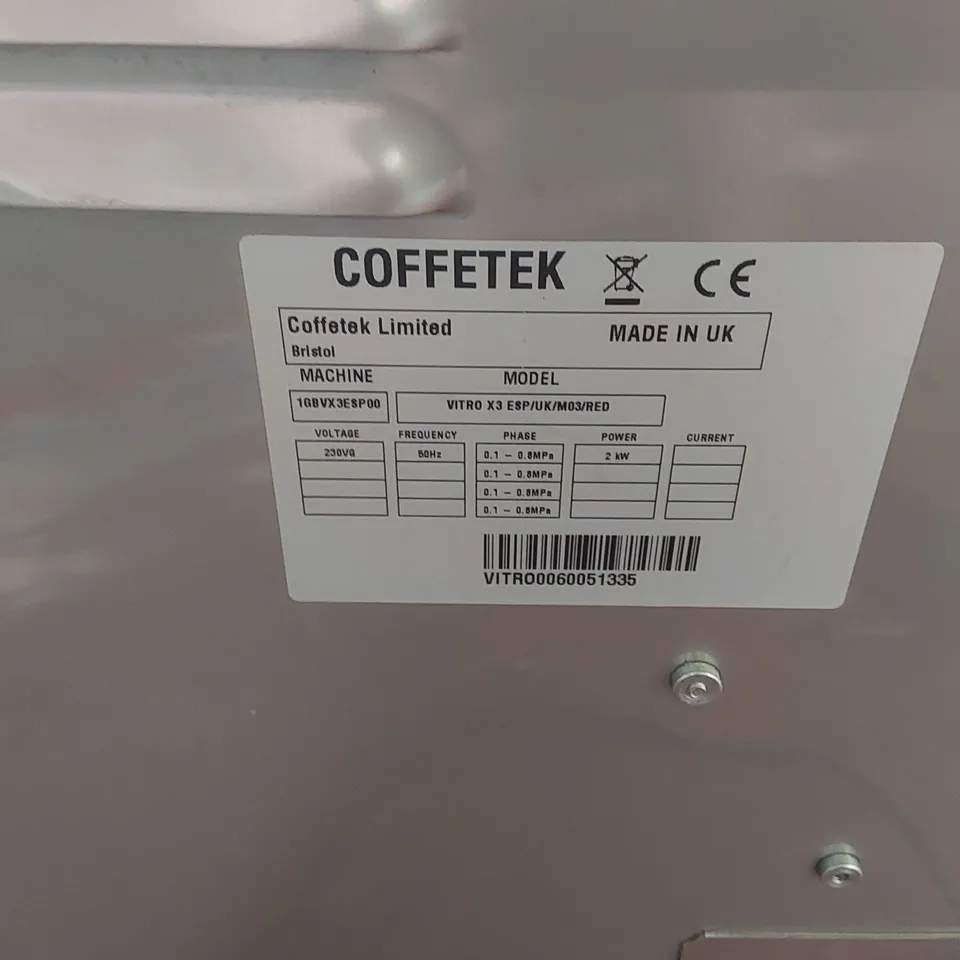 COFFETEK CE
Coffetek Limited MADE IN UK
Bristol
MACHINE MODEL
1GBVX3ESP00 VITRO X3 ESP/UK/M03/RED
VOLTAGE FREQUENCY PHASE POWER CURRENT
230VG 50Hz 0.1 – 0.8MPa 2 kW
0.1 – 0.8MPa
0.1 – 0.8MPa
0.1 – 0.8MPa
VITRO0060051335